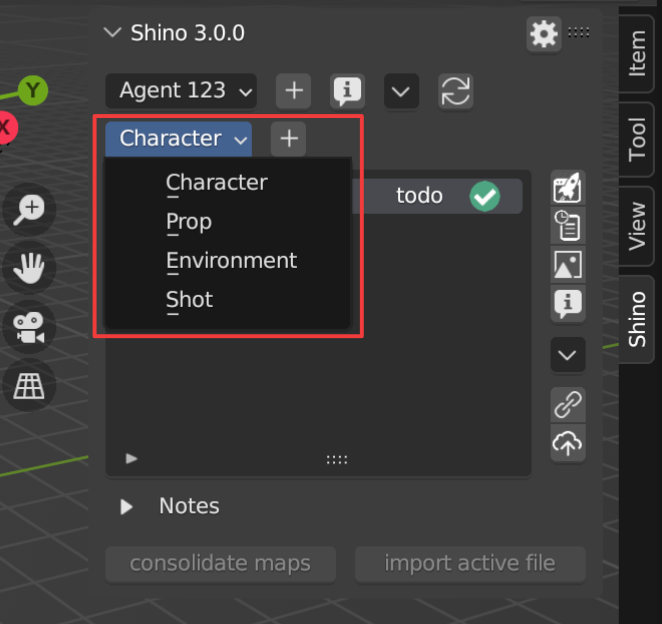 Shino 3.0.0
Agent 123
Character
Character
Prop
Environment
Shot
todo
Notes
consolidate maps
import active file
Y
X
Item
Tool
View
Shino